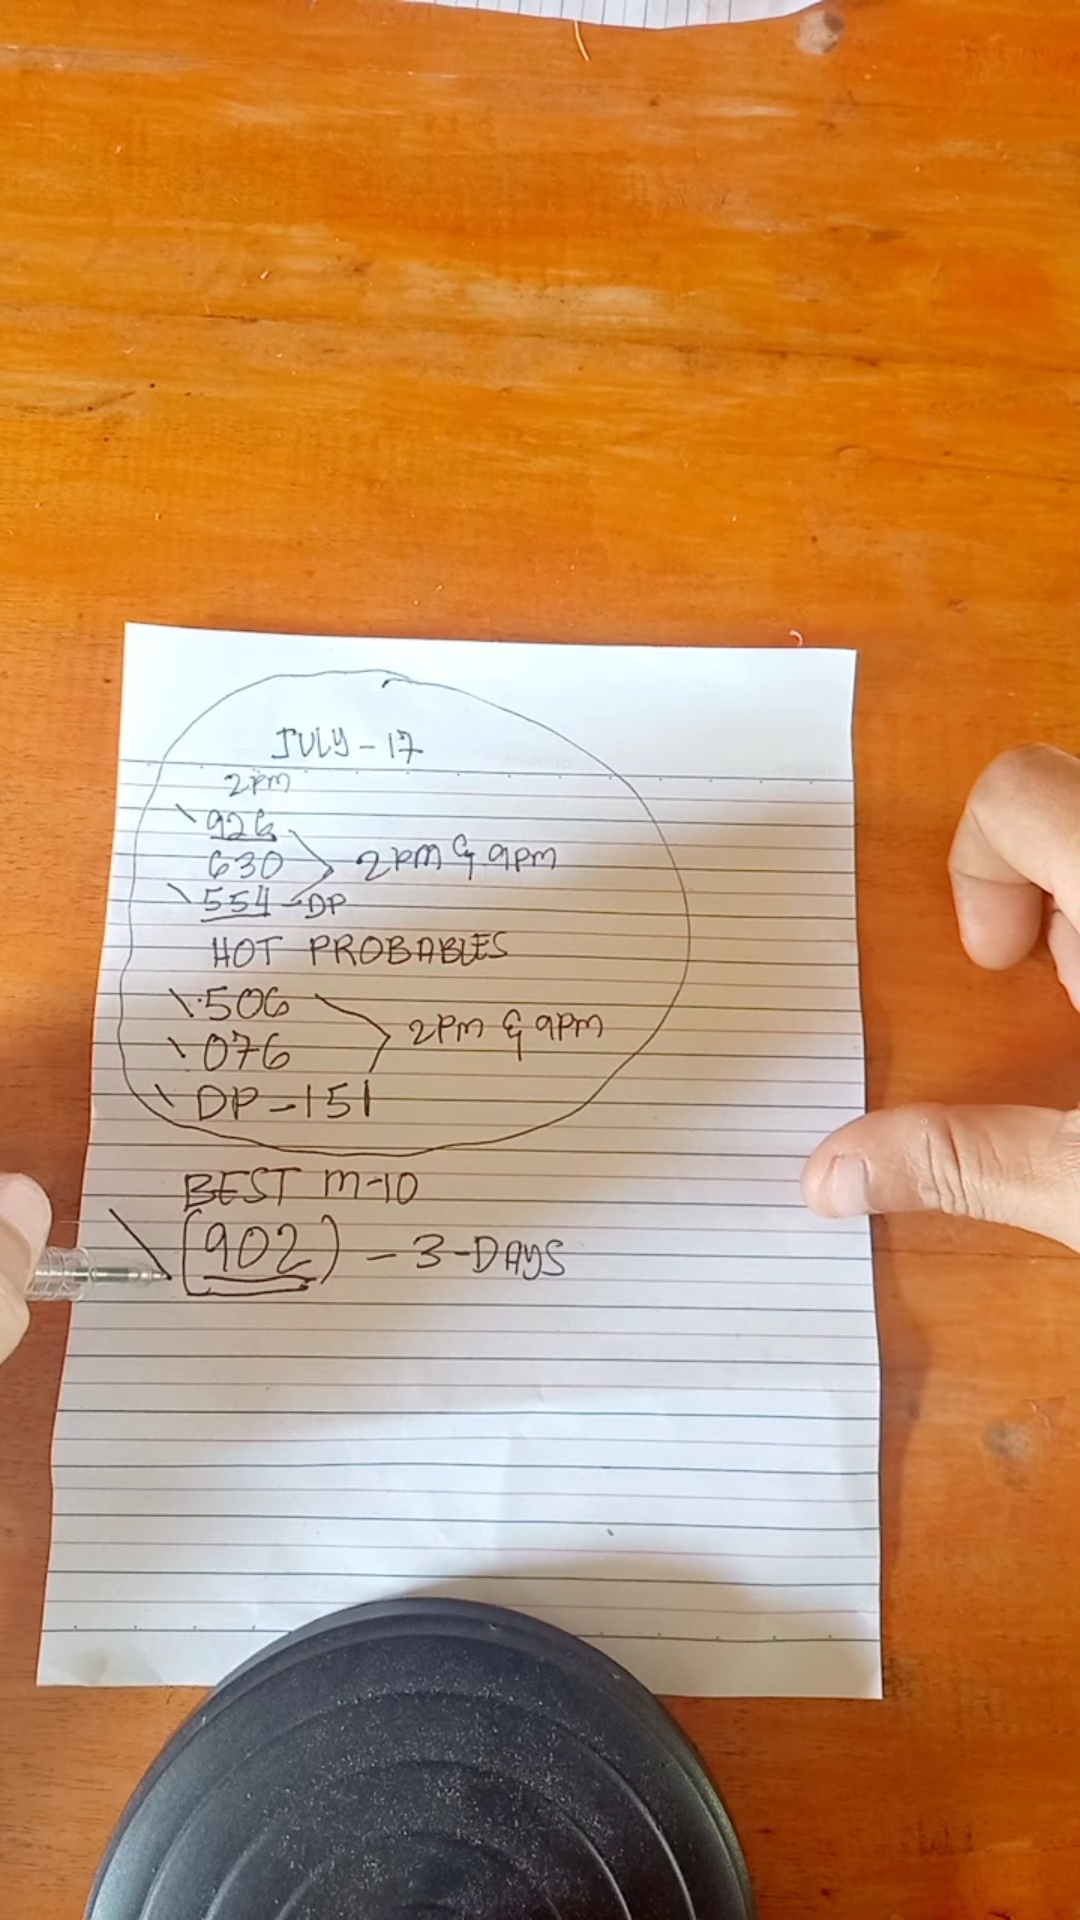 JULY-17
2PM
926
630
2PM & 9PM
554-DP
HOT PROBABLES
506
2PM & 9PM
076
DP-151
BEST M-10
(902) - 3-DAYS